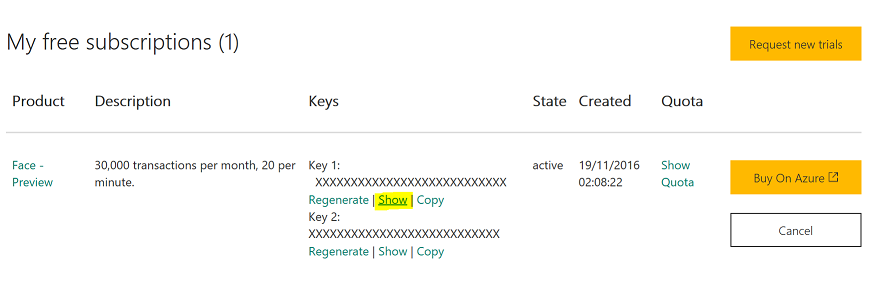 My free subscriptions (1)
Request new trials
Product Description Keys State Created Quota
Face - Preview
30,000 transactions per month, 20 per minute.
Key 1:
XXXXXXXXXXXXXXXXXXXXXXXXXXX
Regenerate | Show | Copy
Key 2:
XXXXXXXXXXXXXXXXXXXXXXXXXXX
Regenerate | Show | Copy
active
19/11/2016
02:08:22
Show
Quota
Buy On Azure
Cancel